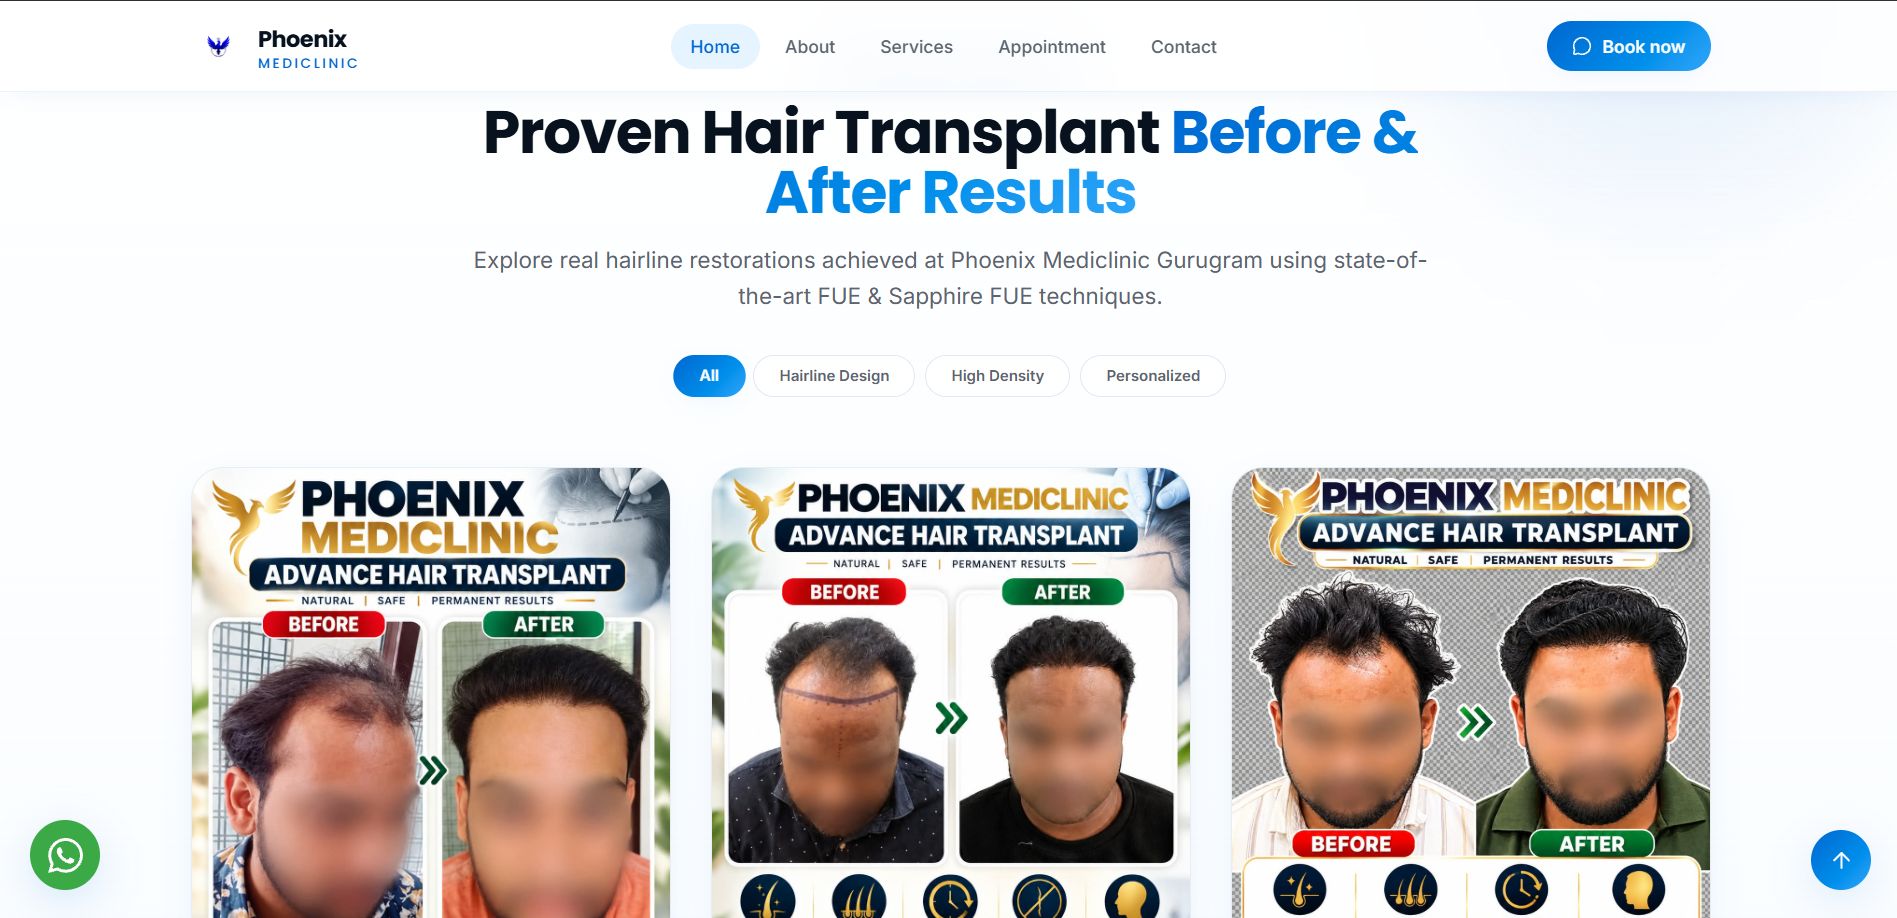 Phoenix
MEDICLINIC
Home
About
Services
Appointment
Contact
Book now
Proven Hair Transplant Before &
After Results
Explore real hairline restorations achieved at Phoenix Mediclinic Gurugram using state-of-
the-art FUE & Sapphire FUE techniques.
All
Hairline Design
High Density
Personalized
PHOENIX
MEDICLINIC
ADVANCE HAIR TRANSPLANT
NATURAL | SAFE | PERMANENT RESULTS
BEFORE
AFTER
PHOENIX MEDICLINIC
ADVANCE HAIR TRANSPLANT
NATURAL | SAFE | PERMANENT RESULTS
BEFORE
AFTER
PHOENIX MEDICLINIC
ADVANCE HAIR TRANSPLANT
NATURAL | SAFE | PERMANENT RESULTS
BEFORE
AFTER